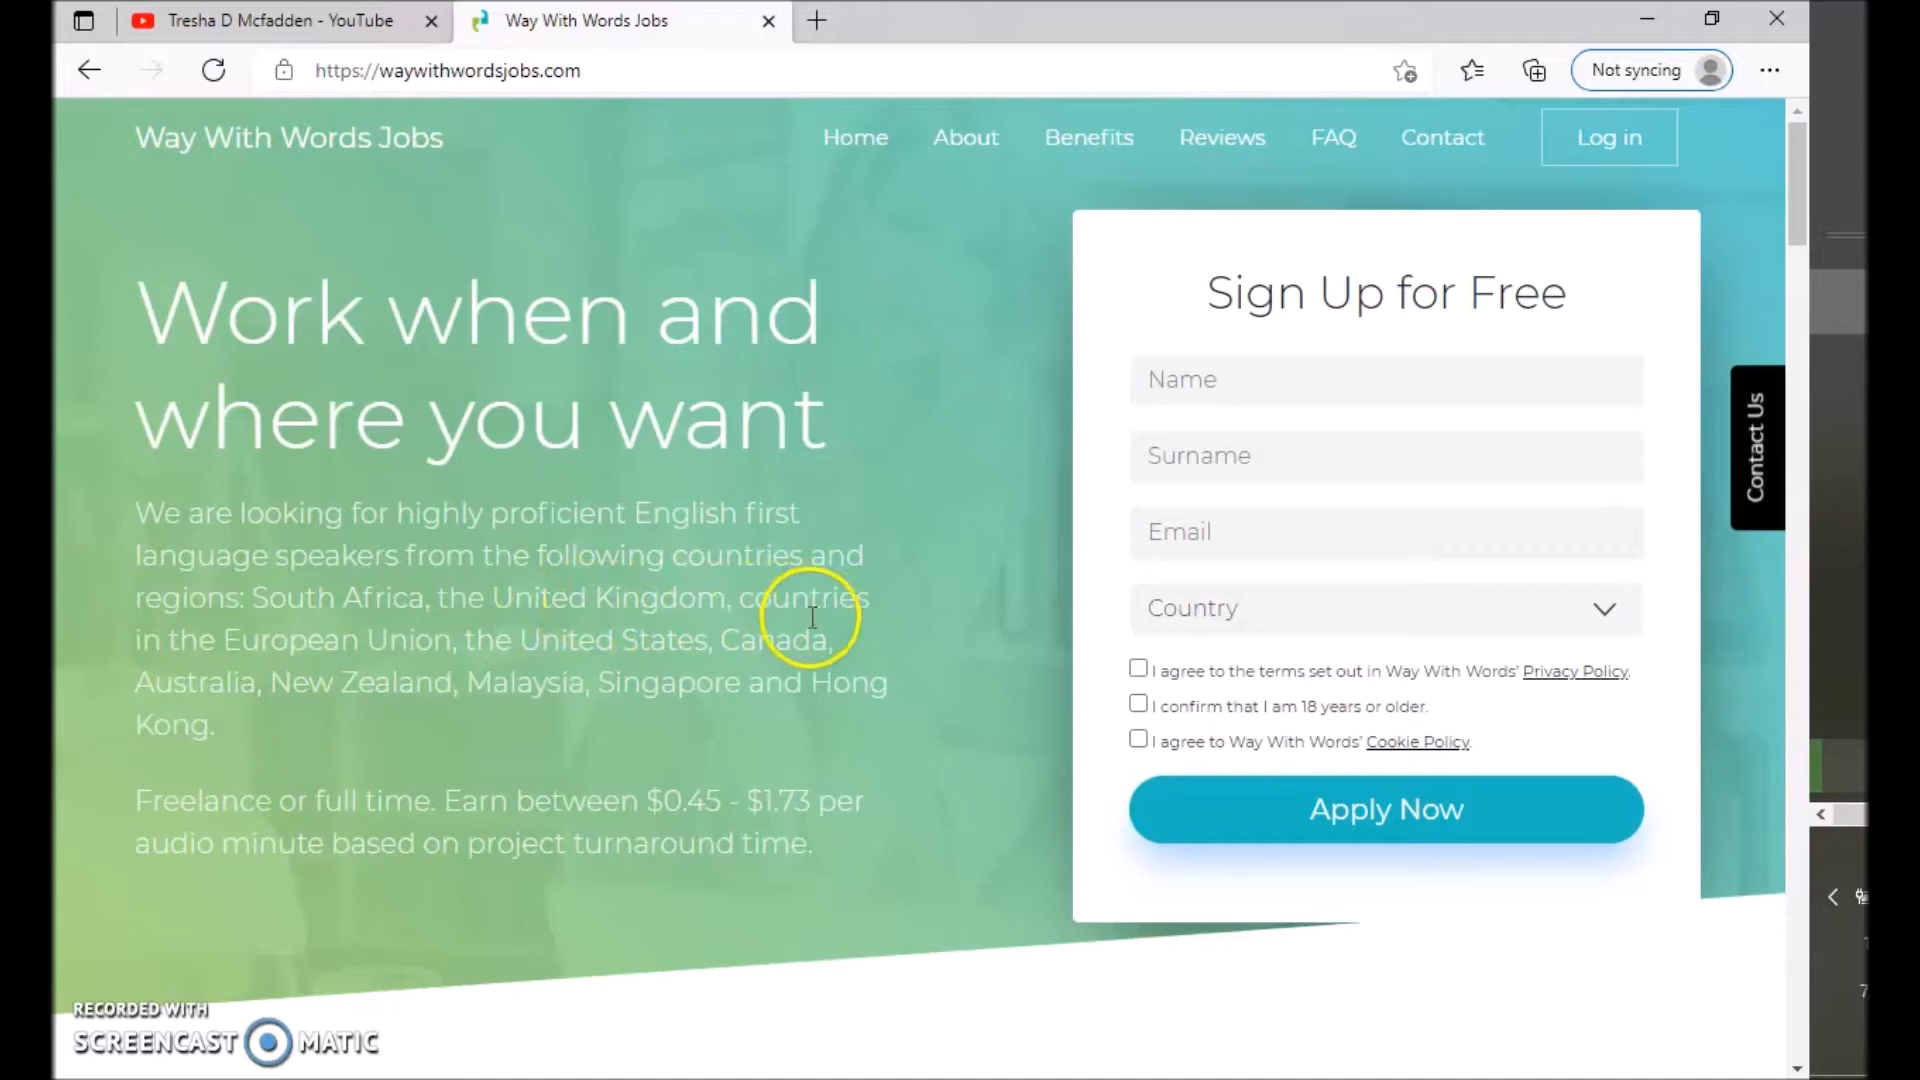 Tresha D Mcfadden - YouTube
Way With Words Jobs
https://waywithwordsjobs.com
Not syncing
Way With Words Jobs
Home
About
Benefits
Reviews
FAQ
Contact
Log in
Work when and
where you want
We are looking for highly proficient English first
language speakers from the following countries and
regions: South Africa, the United Kingdom, countries
in the European Union, the United States, Canada,
Australia, New Zealand, Malaysia, Singapore and Hong
Kong.
Freelance or full time. Earn between $0.45 - $1.73 per
audio minute based on project turnaround time.
Sign Up for Free
Name
Surname
Email
Country
I agree to the terms set out in Way With Words' Privacy Policy.
I confirm that I am 18 years or older.
I agree to Way With Words' Cookie Policy.
Apply Now
Contact Us
RECORDED WITH
SCREENCAST MATIC